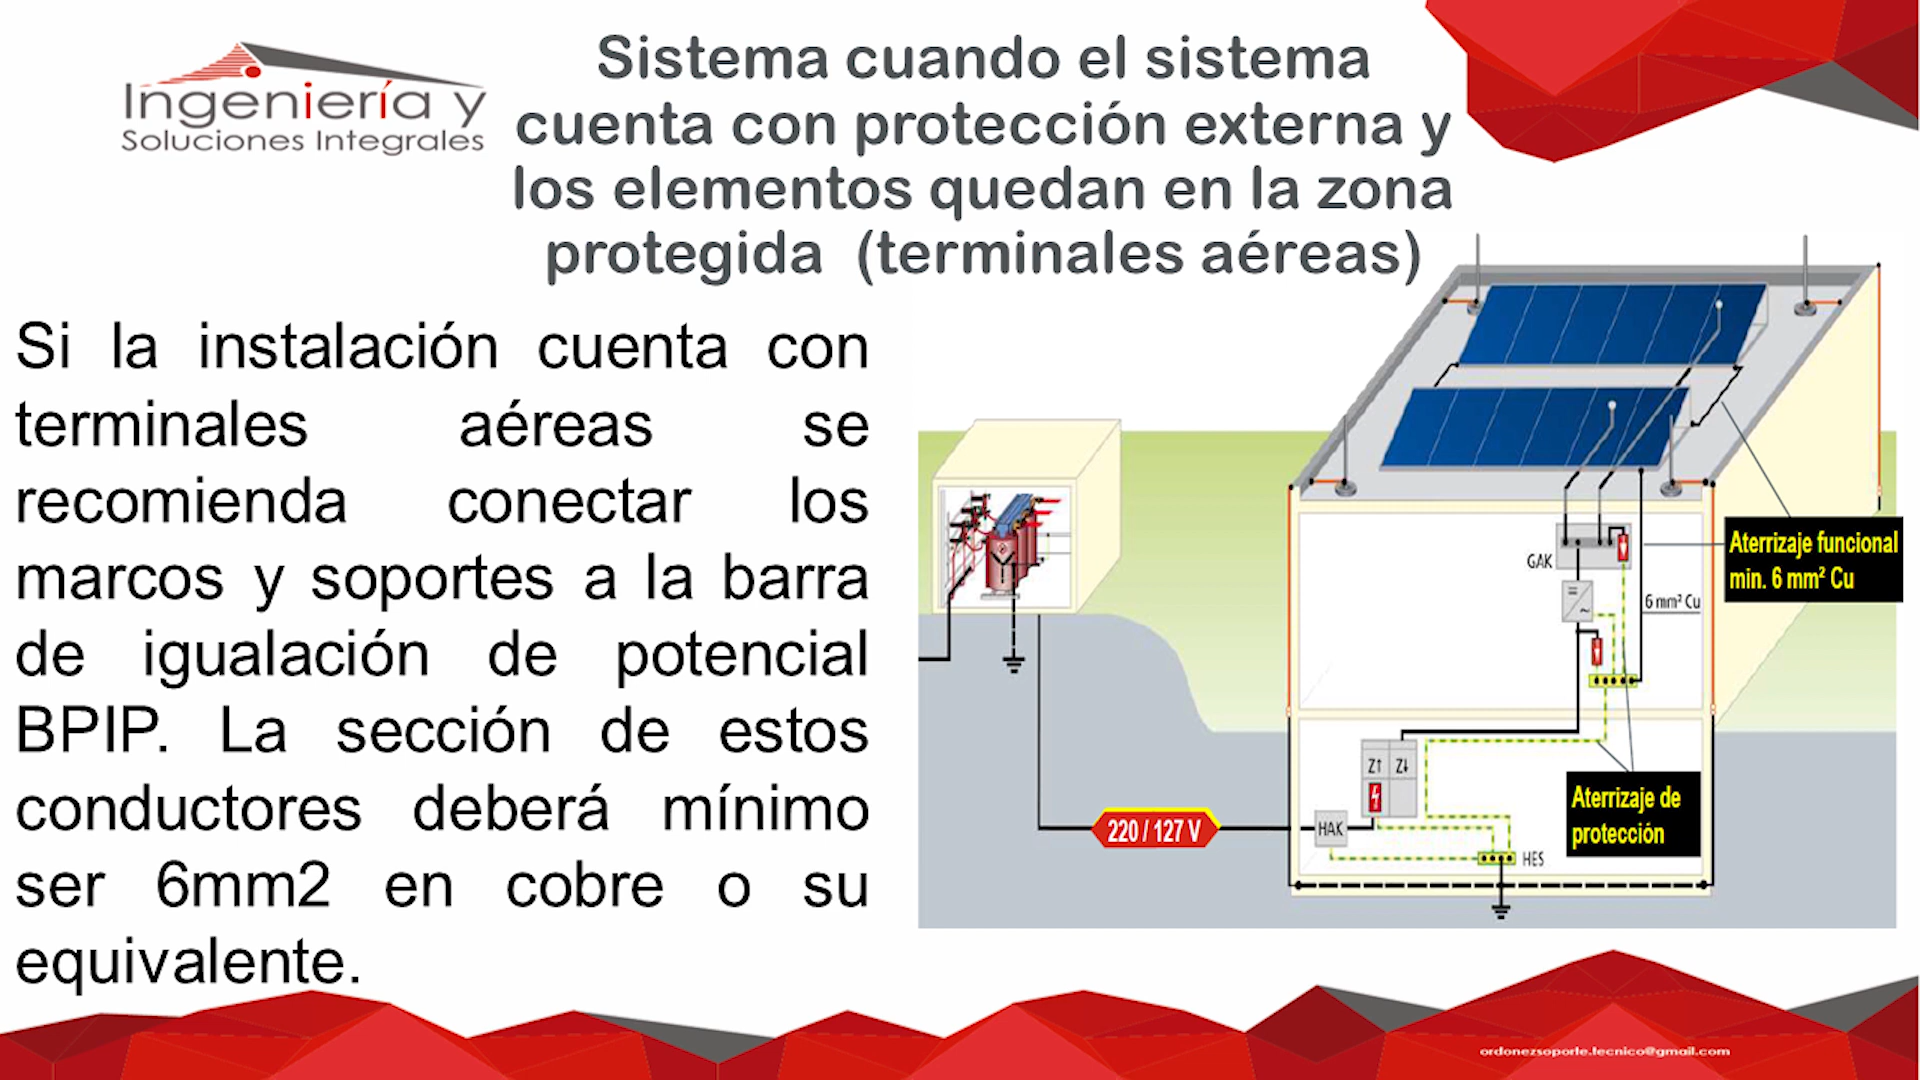 Ingeniería y
Soluciones Integrales
Sistema cuando el sistema
cuenta con protección externa y
los elementos quedan en la zona
protegida (terminales aéreas)
Si la instalación cuenta con
terminales aéreas se
recomienda conectar los
marcos y soportes a la barra
de igualación de potencial
BPIP. La sección de estos
conductores deberá mínimo
ser 6mm2 en cobre o su
equivalente.
Aterrizaje funcional
min. 6 mm² Cu
GAK
6 mm² Cu
Z↑ Z↓
Aterrizaje de
protección
220 / 127 V
HAK
HES
ordonezsoporte.tecnico@gmail.com